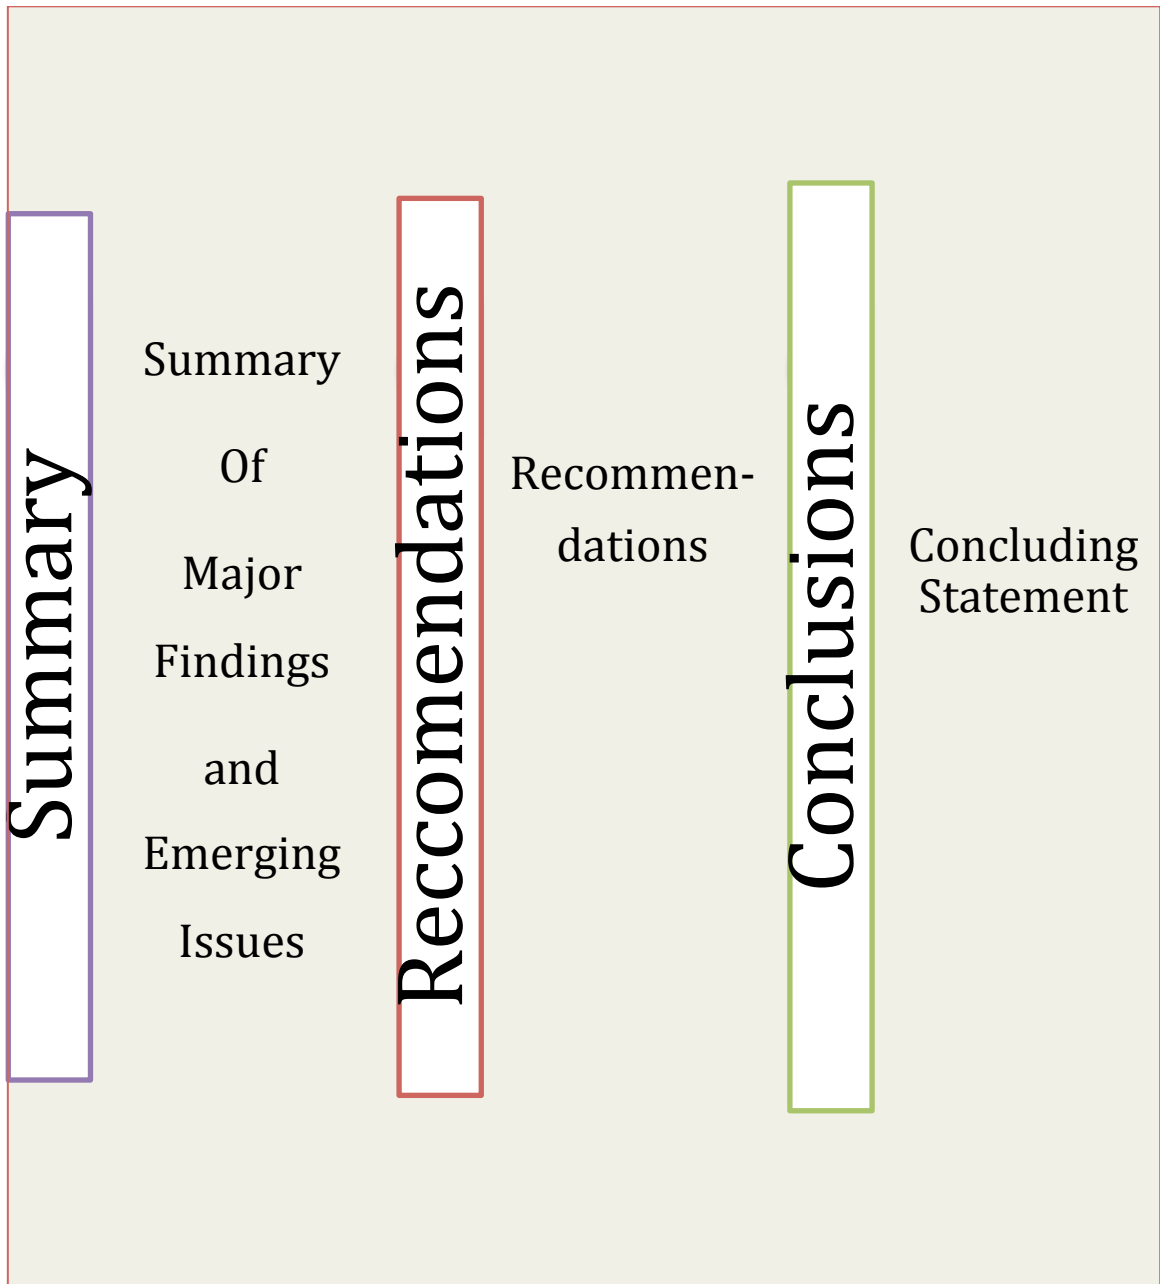 Summary
Summary
Of
Major
Findings
and
Emerging
Issues
Reccomendations
Recommen-
dations
Conclusions
Concluding
Statement